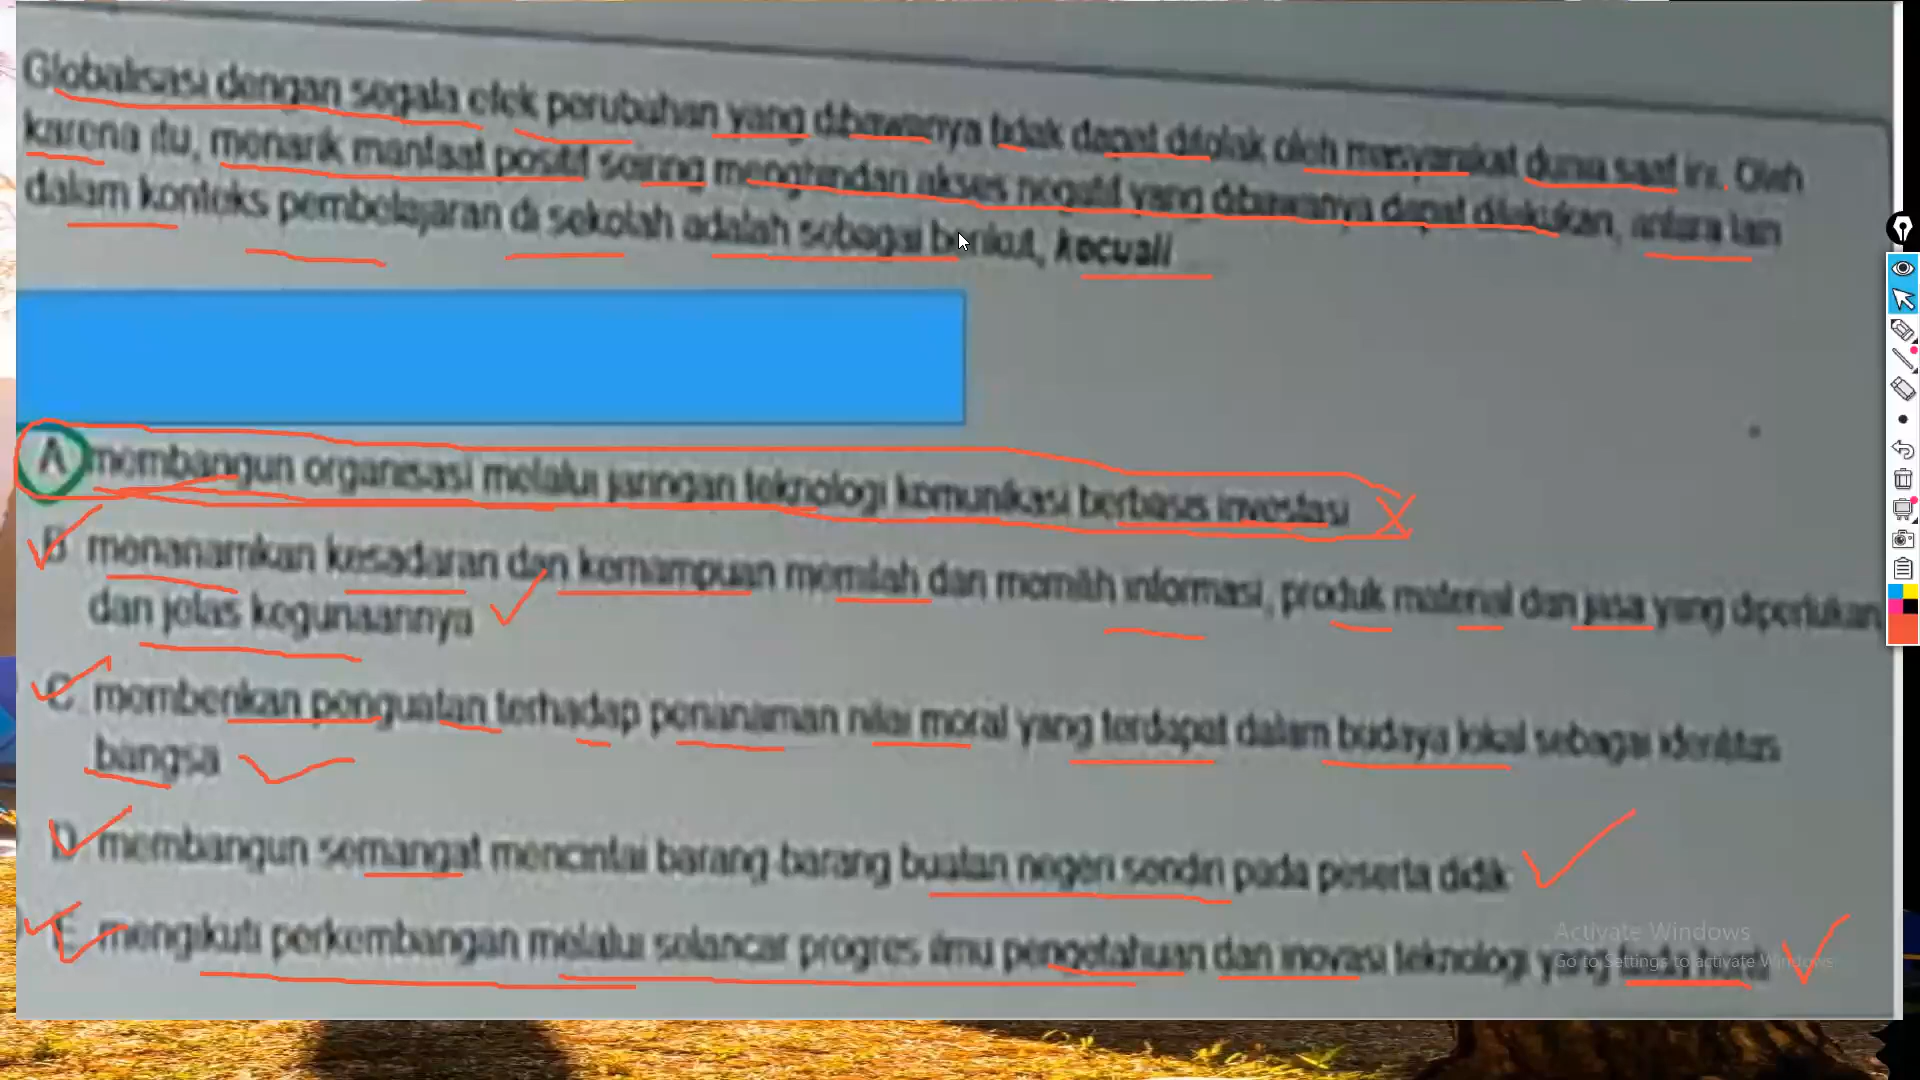 Globalisasi dengan segala efek perubahan yang dibawanya tidak dapat ditolak oleh masyarakat dunia saat ini. Oleh
karena itu, menarik manfaat positif seiring menghindari akses negatif yang dibawanya dapat dilakukan, antara lain
dalam konteks pembelajaran di sekolah adalah sebagai berikut, kecuali
A membangun organisasi melalui jaringan teknologi komunikasi berbasis investasi
B menanamkan kesadaran dan kemampuan memilah dan memilih informasi, produk material dan jasa yang diperlukan
dan jelas kegunaannya
C memberikan penguatan terhadap penanaman nilai moral yang terdapat dalam budaya lokal sebagai identitas
bangsa
D membangun semangat mencintai barang-barang buatan negeri sendiri pada peserta didik
E mengikuti perkembangan melalui selancar progres ilmu pengetahuan dan inovasi teknologi yang
Activate Windows
Go to Settings to activate Windows